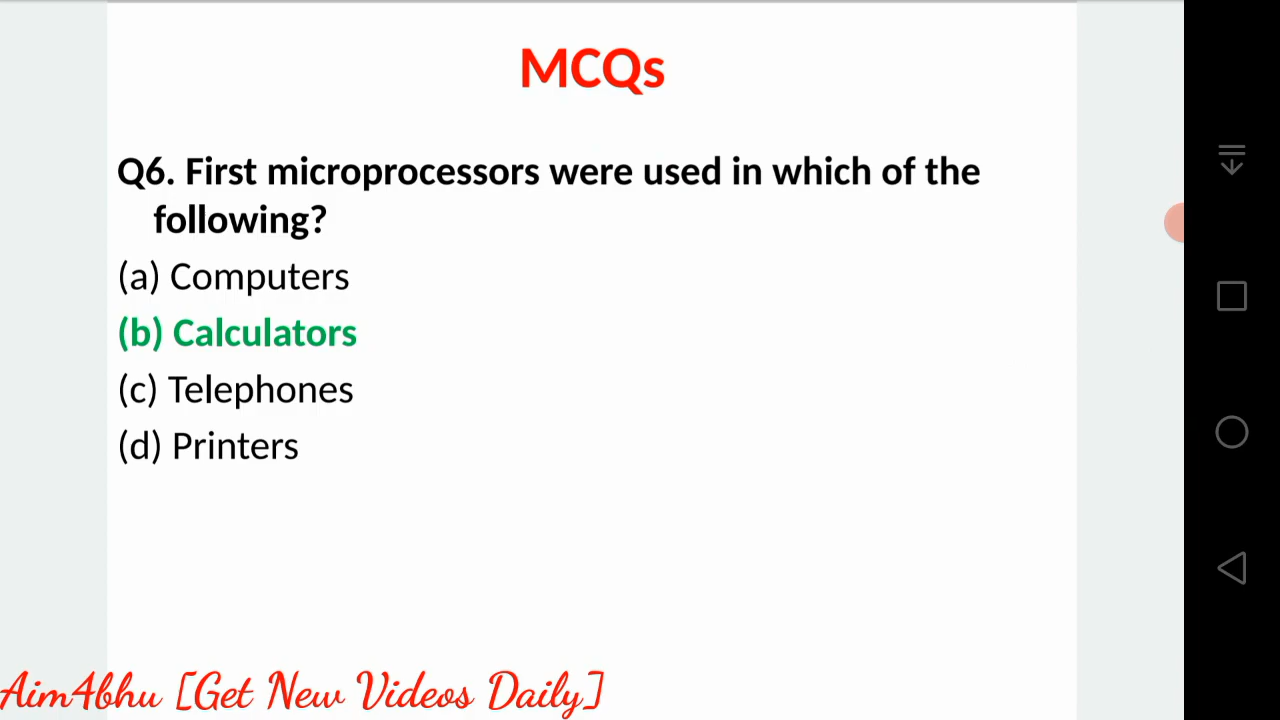 MCQs
Q6. First microprocessors were used in which of the
following?
(a) Computers
(b) Calculators
(c) Telephones
(d) Printers
Aim4bhu [Get New Videos Daily]